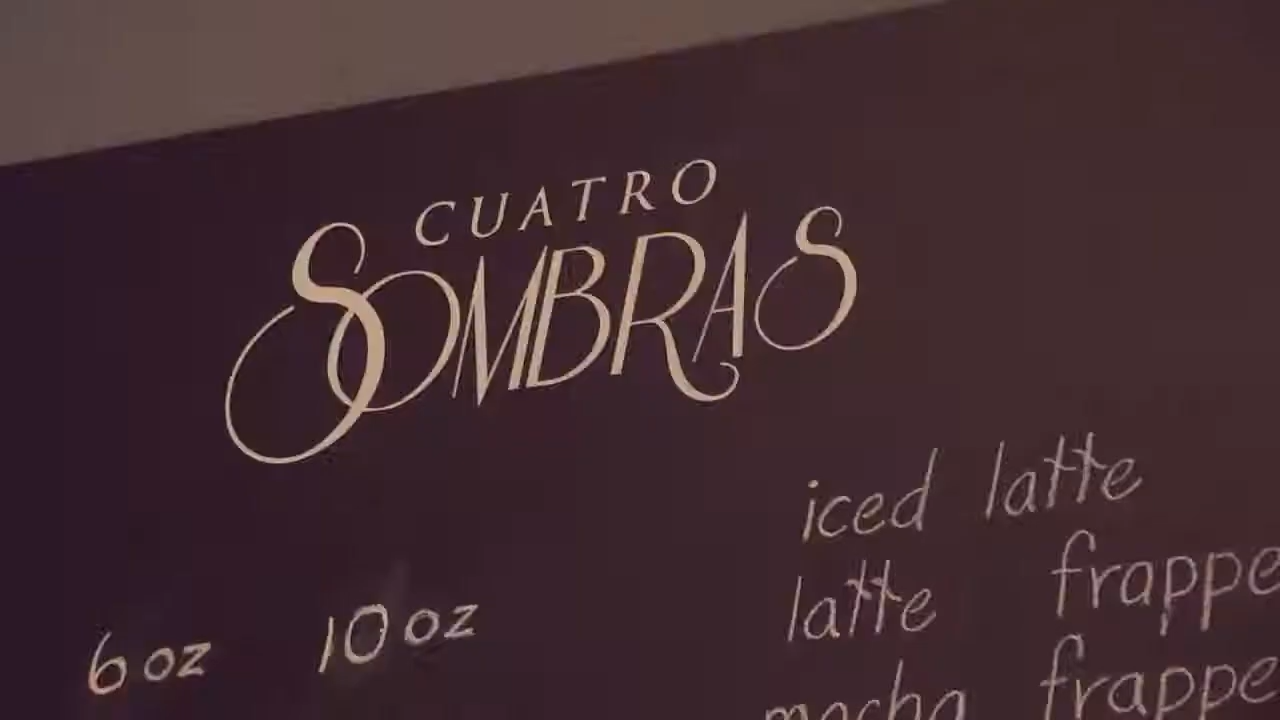 CUATRO
SOMBRAS
6 oz 10 oz
iced latte
latte frappe
mocha frappe